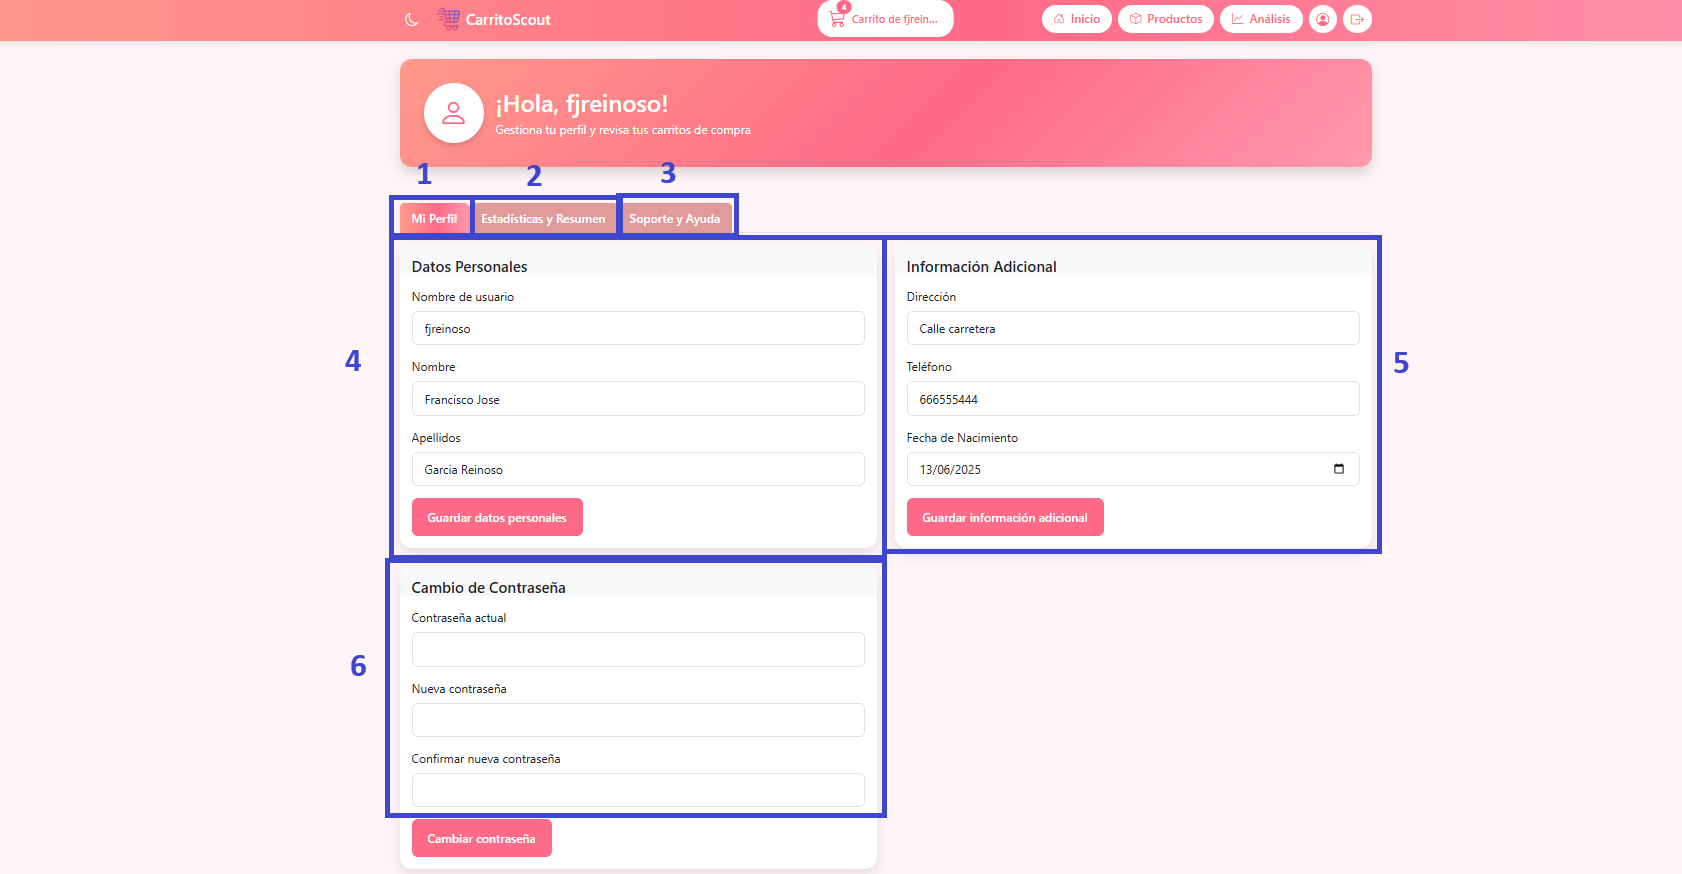 CarritoScout
4
Carrito de fjrein...
Inicio
Productos
Análisis
¡Hola, fjreinoso!
Gestiona tu perfil y revisa tus carritos de compra
1
2
3
Mi Perfil
Estadísticas y Resumen
Soporte y Ayuda
4
Datos Personales
Nombre de usuario
fjreinoso
Nombre
Francisco Jose
Apellidos
Garcia Reinoso
Guardar datos personales
Información Adicional
Dirección
Calle carretera
Teléfono
666555444
Fecha de Nacimiento
13/06/2025
Guardar información adicional
5
6
Cambio de Contraseña
Contraseña actual
Nueva contraseña
Confirmar nueva contraseña
Cambiar contraseña